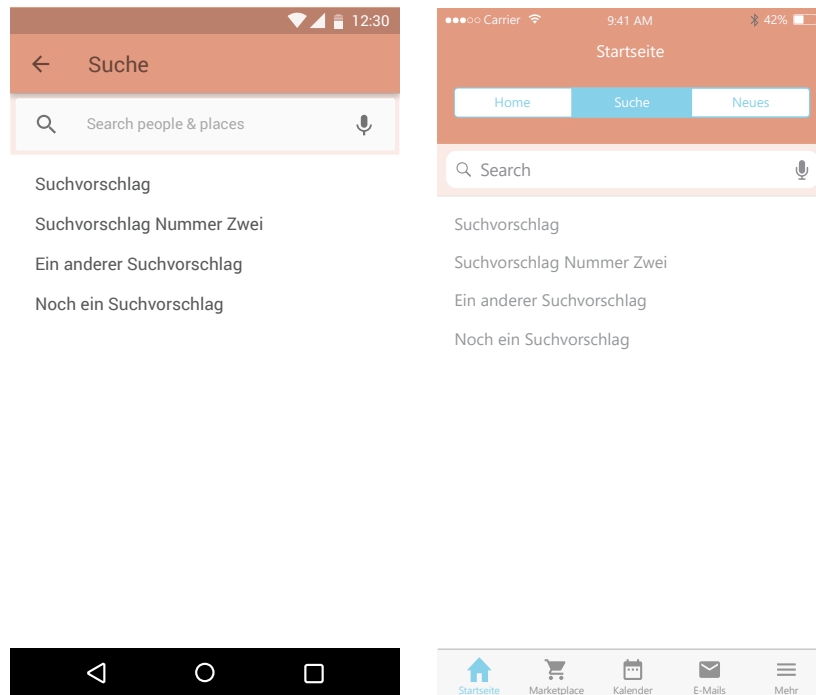 12:30
Suche
Search people & places
Suchvorschlag
Suchvorschlag Nummer Zwei
Ein anderer Suchvorschlag
Noch ein Suchvorschlag
Carrier 9:41 AM 42%
Startseite
Home Suche Neues
Search
Suchvorschlag
Suchvorschlag Nummer Zwei
Ein anderer Suchvorschlag
Noch ein Suchvorschlag
Startseite Marketplace Kalender E-Mails Mehr